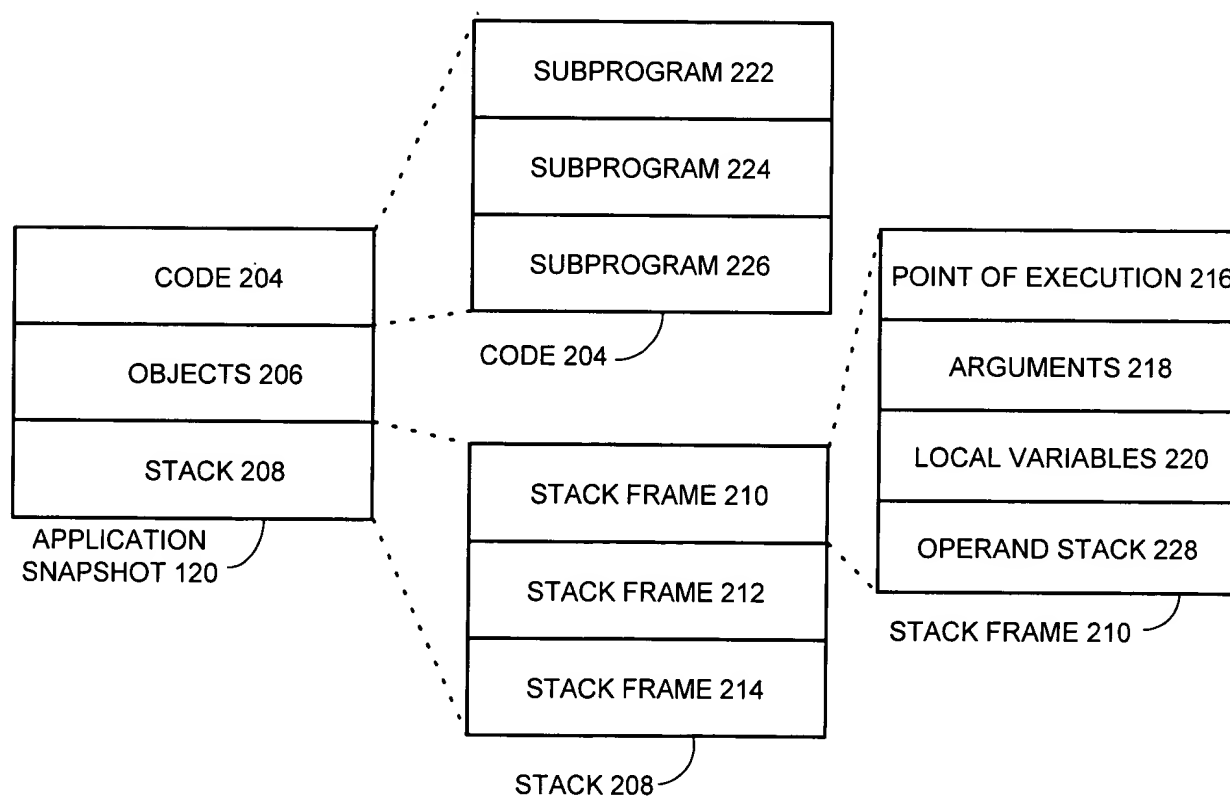 SUBPROGRAM 222
SUBPROGRAM 224
SUBPROGRAM 226
CODE 204
CODE 204
OBJECTS 206
STACK 208
APPLICATION
SNAPSHOT 120
STACK FRAME 210
STACK FRAME 212
STACK FRAME 214
STACK 208
POINT OF EXECUTION 216
ARGUMENTS 218
LOCAL VARIABLES 220
OPERAND STACK 228
STACK FRAME 210